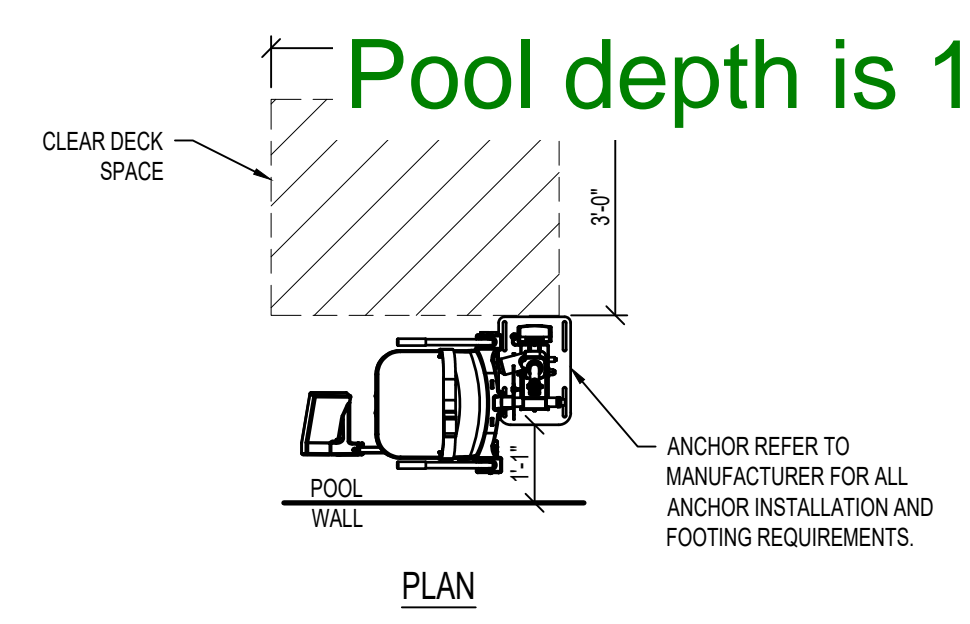 Pool depth is 1
CLEAR DECK
SPACE
3'-0"
1'-1"
ANCHOR REFER TO
MANUFACTURER FOR ALL
ANCHOR INSTALLATION AND
FOOTING REQUIREMENTS.
POOL
WALL
PLAN